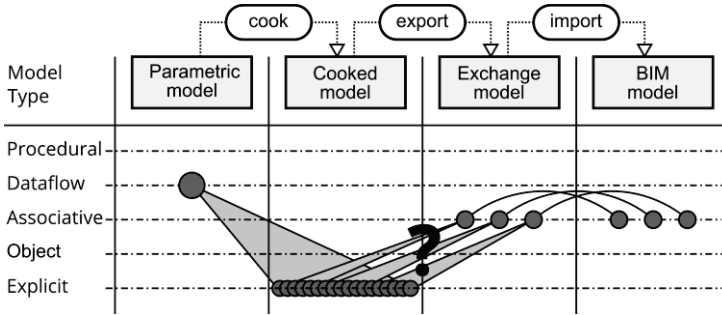 cook
export
import
Model
Type
Parametric
model
Cooked
model
Exchange
model
BIM
model
Procedural
Dataflow
Associative
Object
Explicit
?